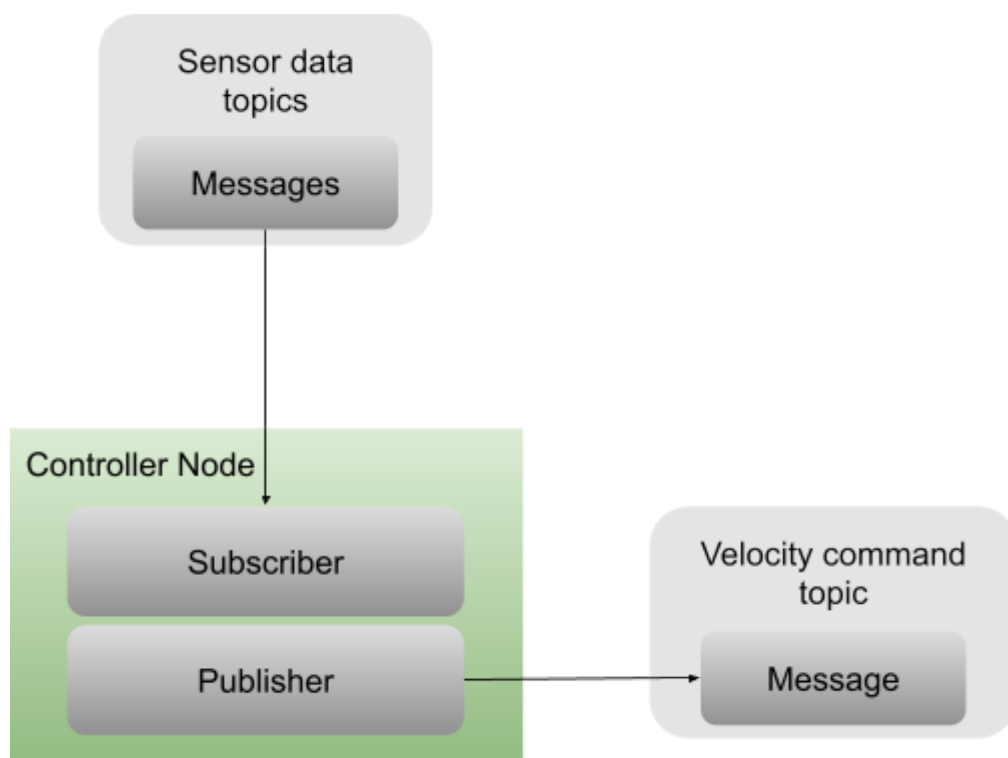 Sensor data
topics
Messages
Controller Node
Subscriber
Publisher
Velocity command
topic
Message